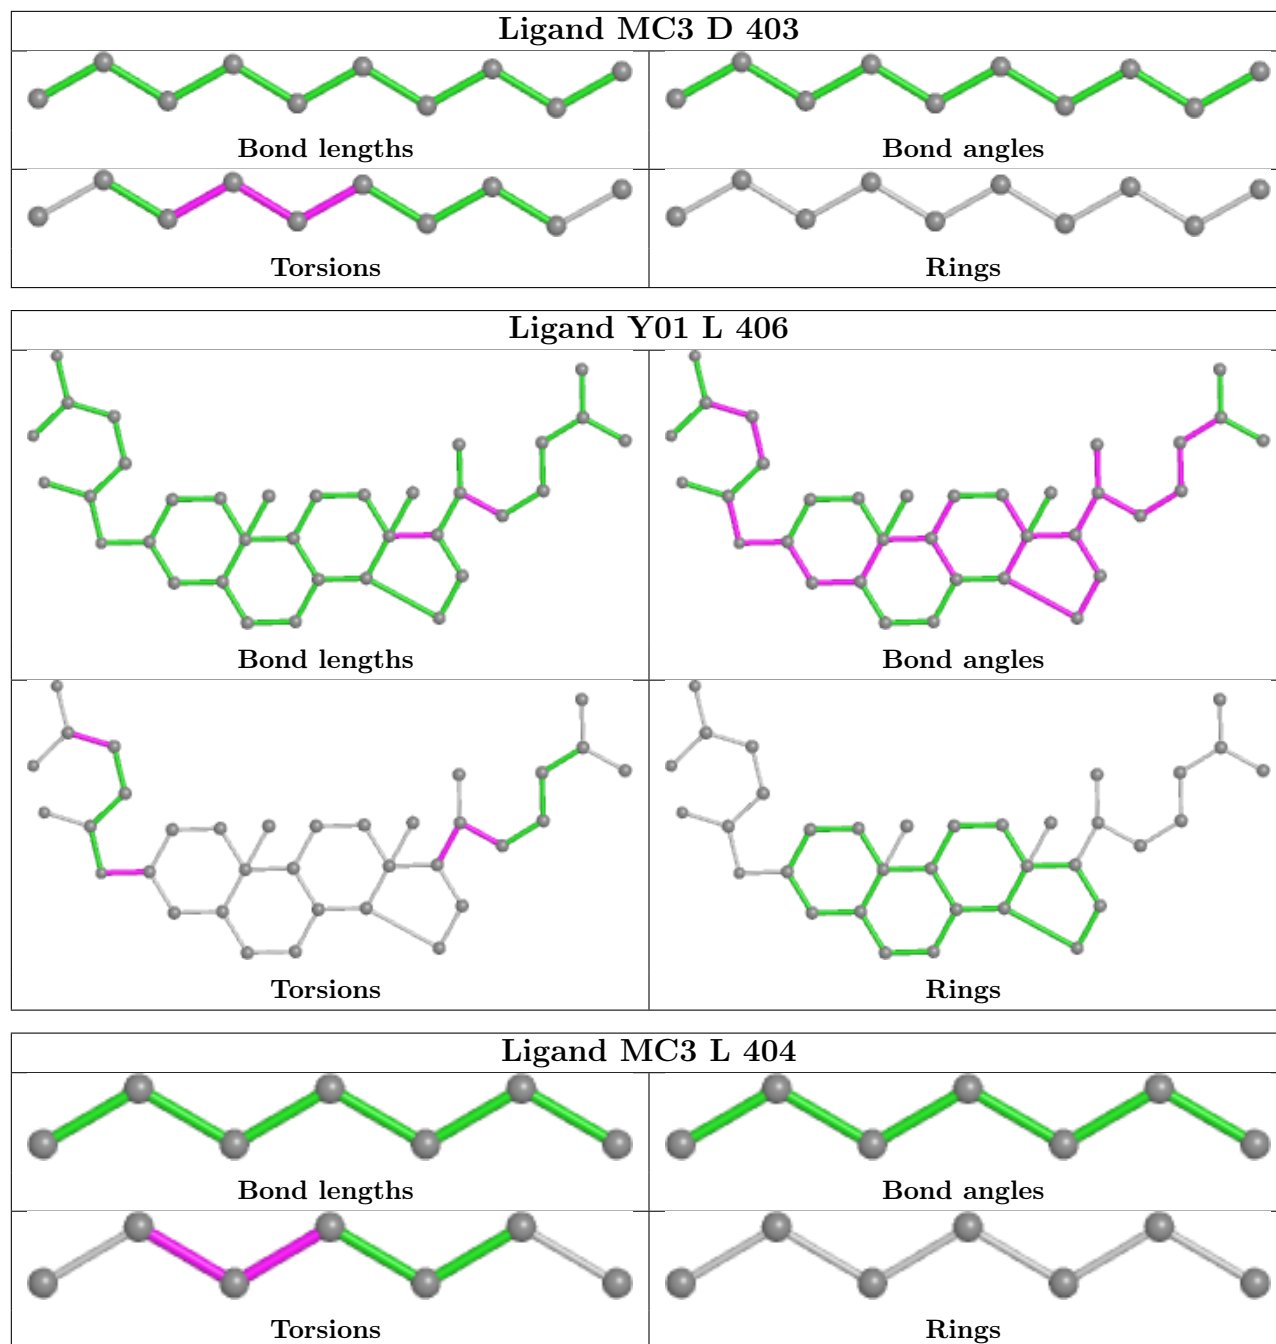 Ligand MC3 D 403
Bond lengths
Bond angles
Torsions
Rings
Ligand Y01 L 406
Bond lengths
Bond angles
Torsions
Rings
Ligand MC3 L 404
Bond lengths
Bond angles
Torsions
Rings